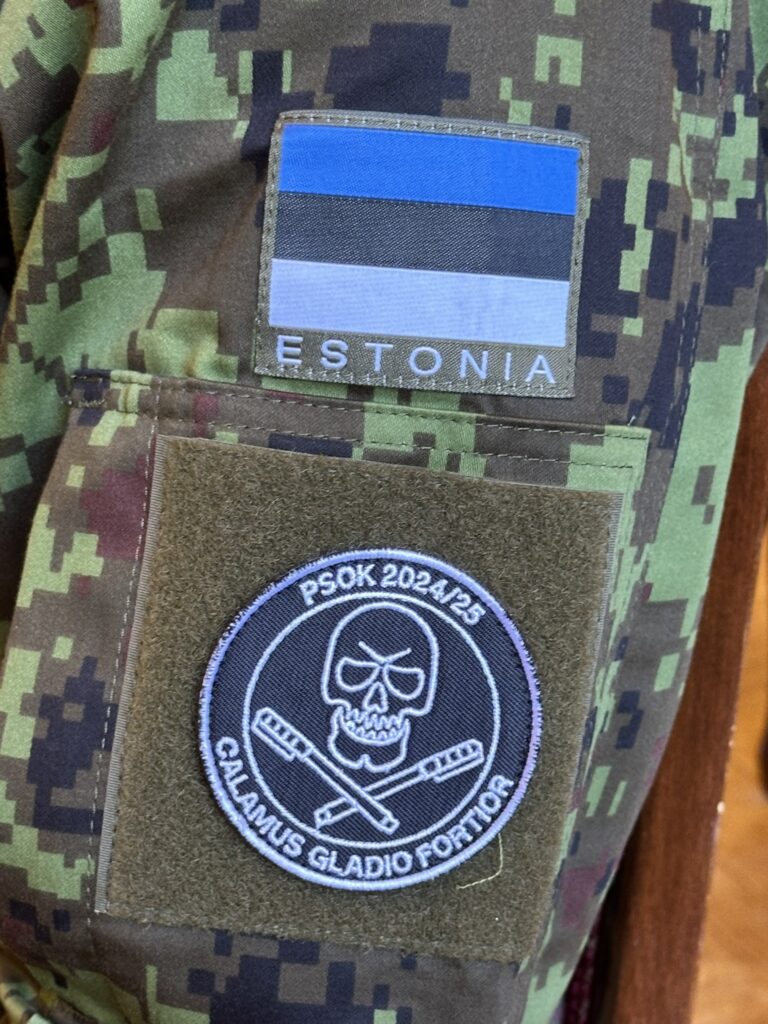 ESTONIA
PSOK 2024/25
CALAMUS GLADIO FORTIOR